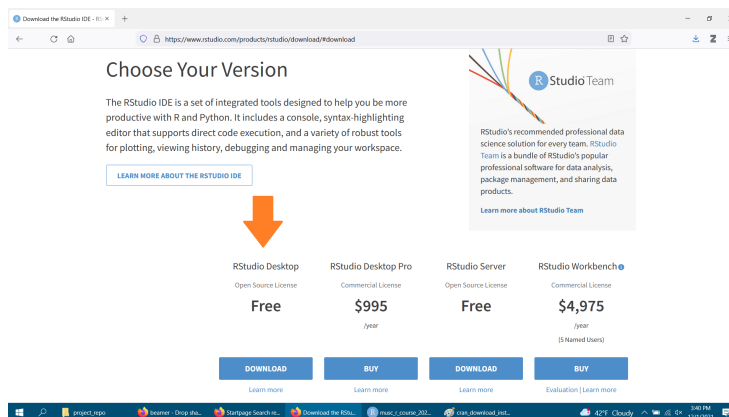 Download the RStudio IDE - RS
https://www.rstudio.com/products/rstudio/download/#download
Choose Your Version
The RStudio IDE is a set of integrated tools designed to help you be more
productive with R and Python. It includes a console, syntax-highlighting
editor that supports direct code execution, and a variety of robust tools
for plotting, viewing history, debugging and managing your workspace.
LEARN MORE ABOUT THE RSTUDIO IDE
R Studio Team
RStudio's recommended professional data
science solution for every team. RStudio
Team is a bundle of RStudio's popular
professional software for data analysis,
package management, and sharing data
products.
Learn more about RStudio Team
RStudio Desktop
Open Source License
Free
DOWNLOAD
Learn more
RStudio Desktop Pro
Commercial License
$995
/year
BUY
Learn more
RStudio Server
Open Source License
Free
DOWNLOAD
Learn more
RStudio Workbench
Commercial License
$4,975
/year
(5 Named Users)
BUY
Evaluation | Learn more
project_repo
beamer - Drop sha...
Startpage Search re...
Download the RStu...
musc_r_course_202...
cran_download_inst...
42°F Cloudy
3:40 PM